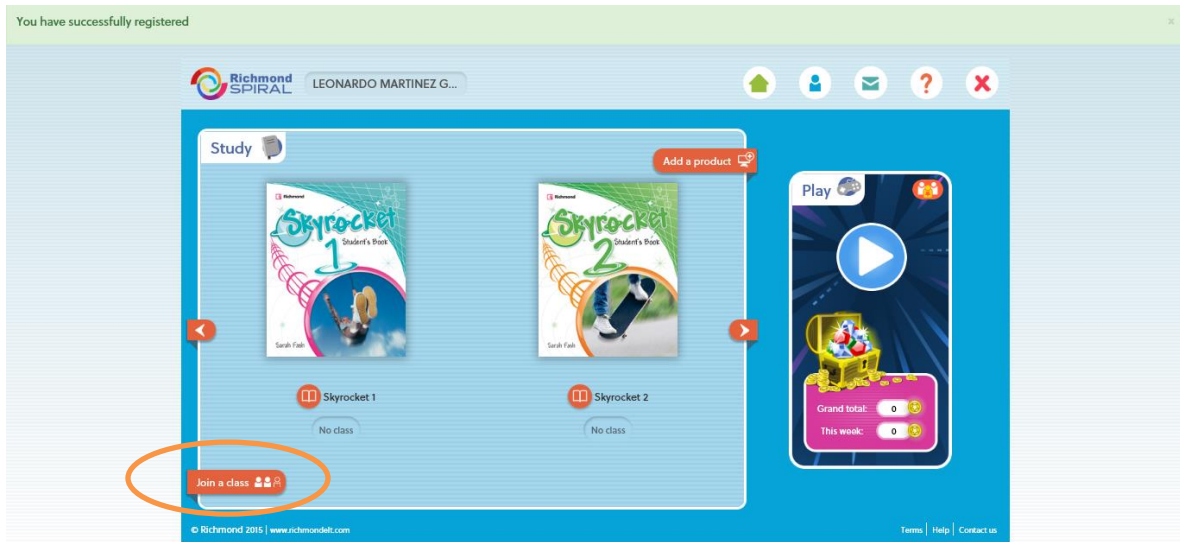 You have successfully registered
x
Richmond
SPIRAL
LEONARDO MARTINEZ G...
?
Study
Add a product
Play
Richmond
Skyrocket
1
Student's Book
Sarah Fash
Richmond
Skyrocket
2
Student's Book
Sarah Fash
Skyrocket 1
Skyrocket 2
No class
No class
Grand total: 0
This week: 0
Join a class
© Richmond 2015 | www.richmondelt.com
Terms | Help | Contact us